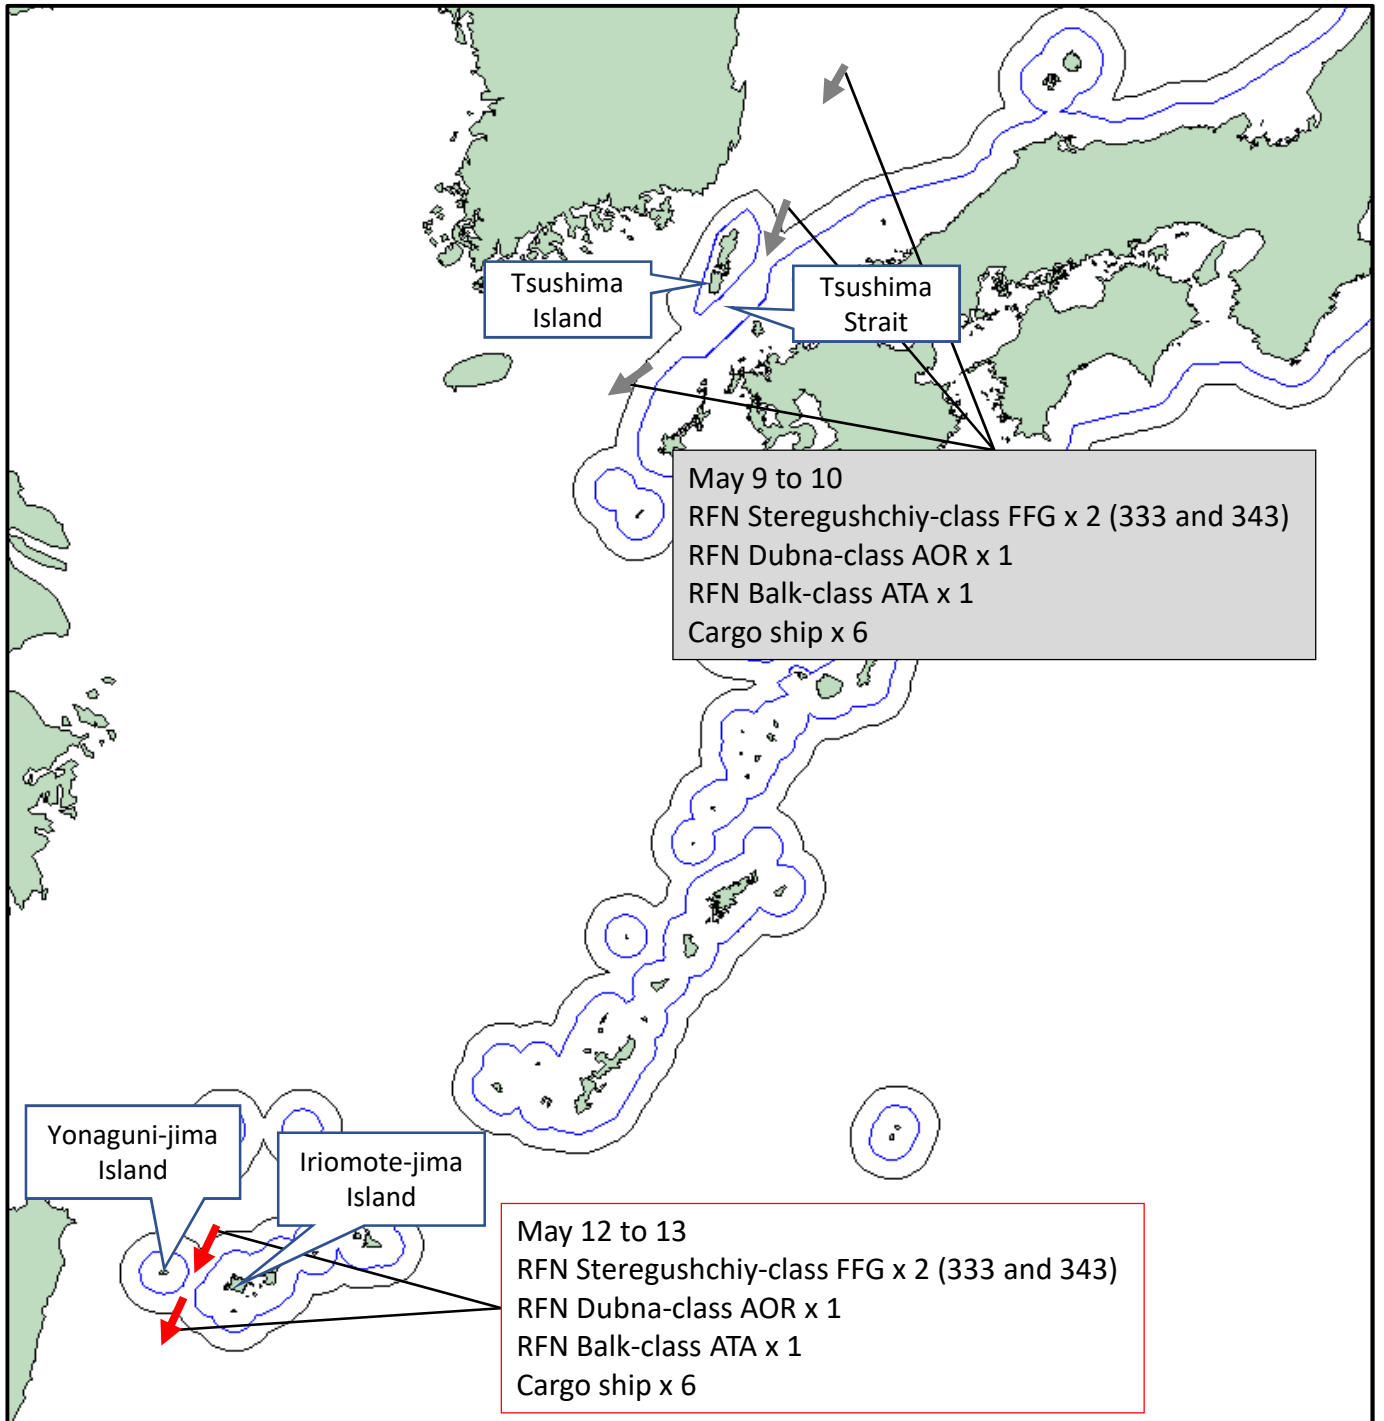 Tsushima
Island
Tsushima
Strait
May 9 to 10
RFN Steregushchiy-class FFG x 2 (333 and 343)
RFN Dubna-class AOR x 1
RFN Balk-class ATA x 1
Cargo ship x 6
Yonaguni-jima
Island
Iriomote-jima
Island
May 12 to 13
RFN Steregushchiy-class FFG x 2 (333 and 343)
RFN Dubna-class AOR x 1
RFN Balk-class ATA x 1
Cargo ship x 6